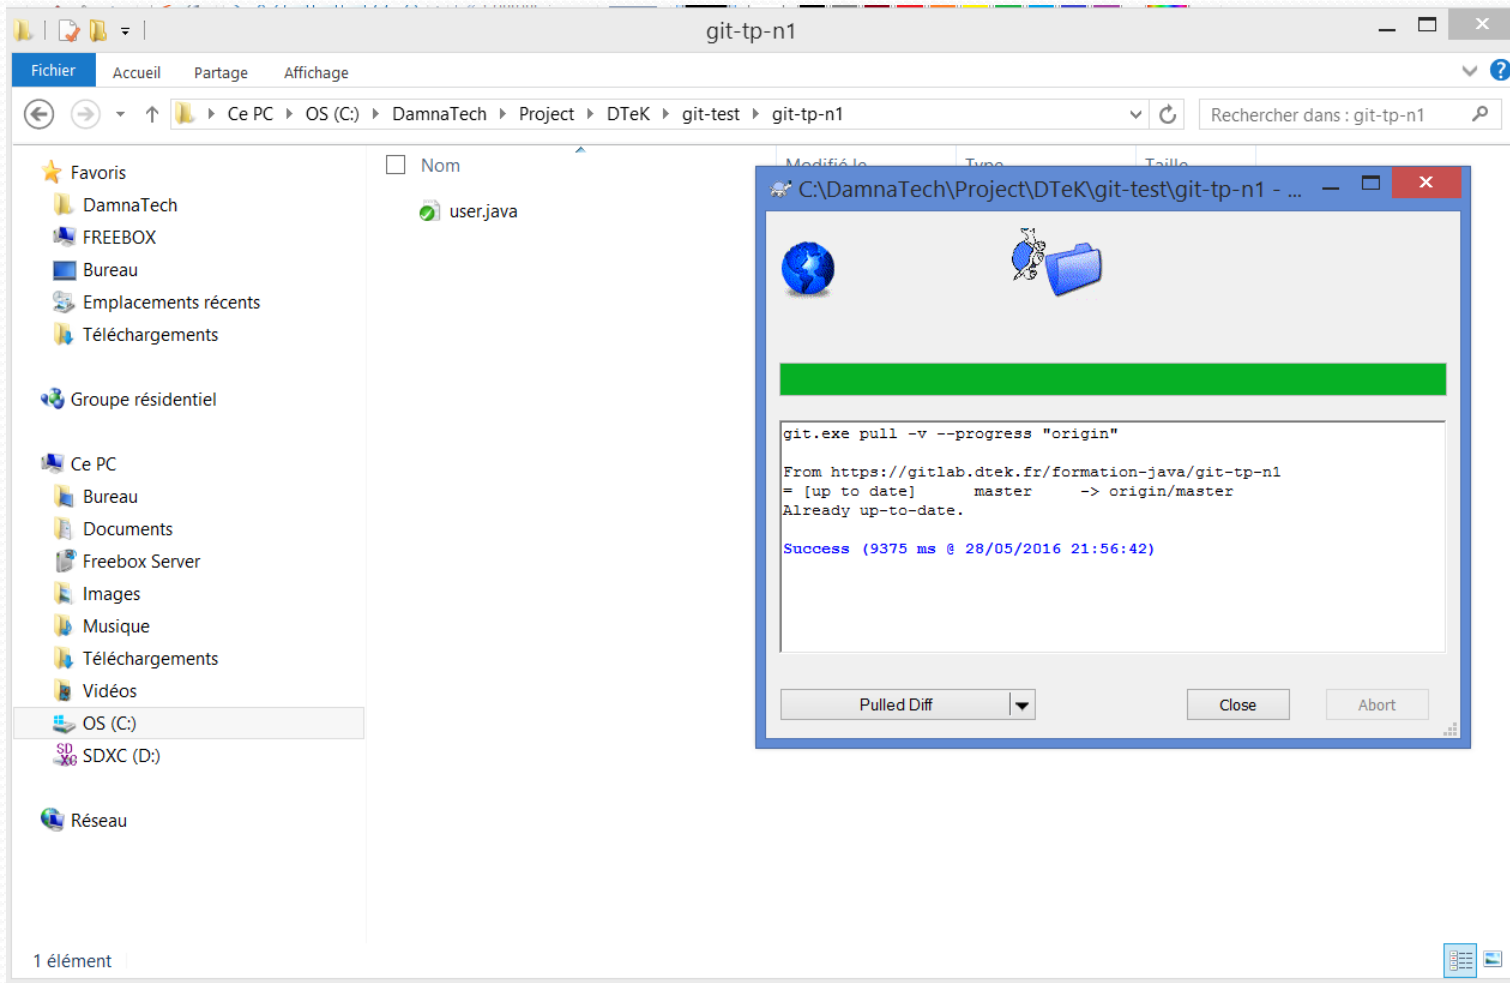 git-tp-n1
Fichier Accueil Partage Affichage
Ce PC OS (C:) DamnaTech Project DTeK git-test git-tp-n1
Rechercher dans : git-tp-n1
Favoris
DamnaTech
FREEBOX
Bureau
Emplacements récents
Téléchargements
Groupe résidentiel
Ce PC
Bureau
Documents
Freebox Server
Images
Musique
Téléchargements
Vidéos
OS (C:)
SDXC (D:)
Réseau
Nom Modifié le Type Taille
user.java
C:\DamnaTech\Project\DTeK\git-test\git-tp-n1 - ...
git.exe pull -v --progress "origin"
From https://gitlab.dtek.fr/formation-java/git-tp-n1
= [up to date] master -> origin/master
Already up-to-date.
Success (9375 ms @ 28/05/2016 21:56:42)
Pulled Diff Close Abort
1 élément